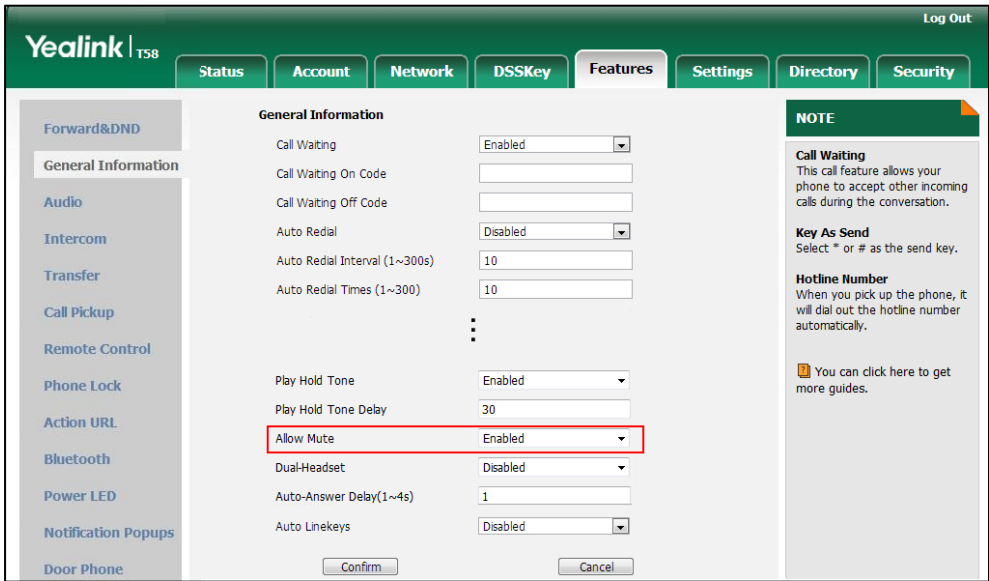 Log Out
Yealink | T58
Status Account Network DSSKey Features Settings Directory Security
Forward&DND
General Information
Audio
Intercom
Transfer
Call Pickup
Remote Control
Phone Lock
Action URL
Bluetooth
Power LED
Notification Popups
Door Phone
General Information
Call Waiting Enabled
Call Waiting On Code
Call Waiting Off Code
Auto Redial Disabled
Auto Redial Interval (1~300s) 10
Auto Redial Times (1~300) 10
Play Hold Tone Enabled
Play Hold Tone Delay 30
Allow Mute Enabled
Dual-Headset Disabled
Auto-Answer Delay(1~4s) 1
Auto Linekeys Disabled
Confirm Cancel
NOTE
Call Waiting
This call feature allows your
phone to accept other incoming
calls during the conversation.
Key As Send
Select * or # as the send key.
Hotline Number
When you pick up the phone, it
will dial out the hotline number
automatically.
You can click here to get
more guides.